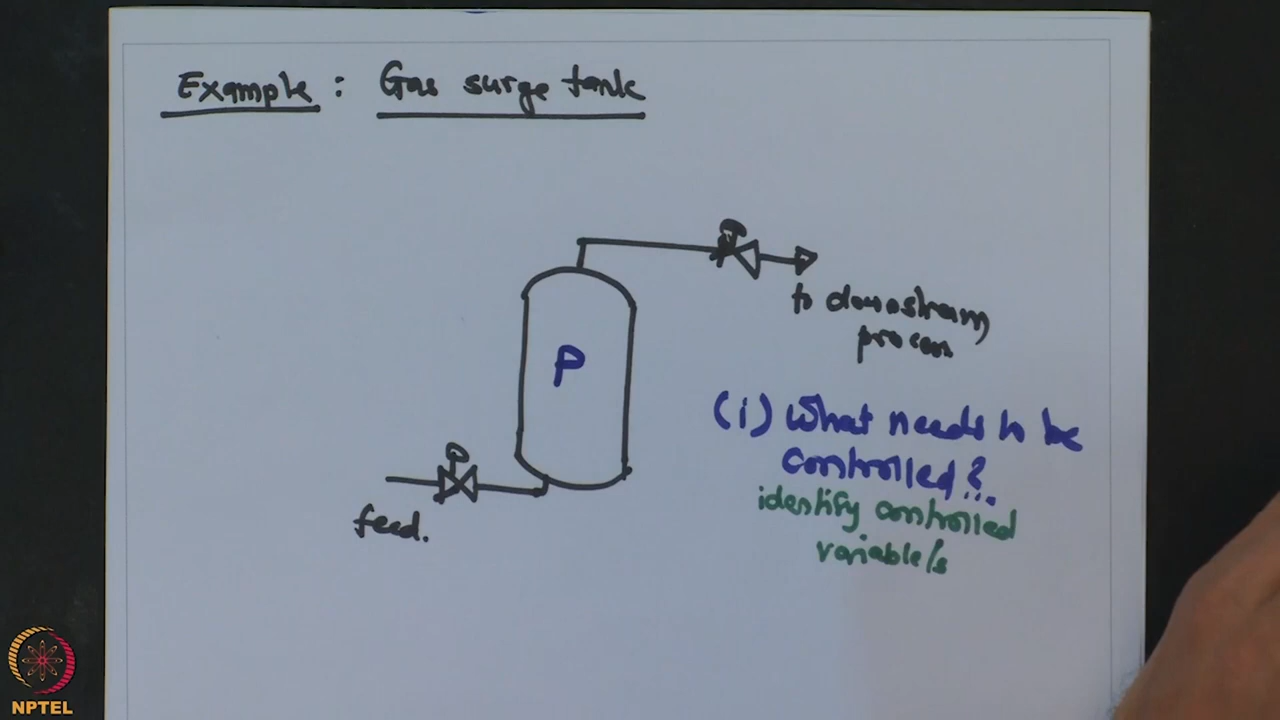 Example : Gas surge tank
to downstream
process
P
(i) What needs to be
controlled?...
identify controlled
variable/s
feed.
NPTEL